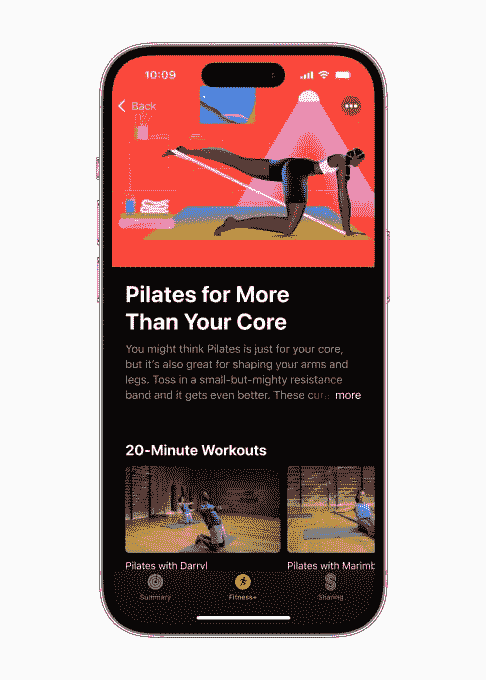 10:09
Back
Pilates for More
Than Your Core
You might think Pilates is just for your core,
but it's also great for shaping your arms and
legs. Toss in a small-but-mighty resistance
band and it gets even better. These cur... more
20-Minute Workouts
Pilates with Darryl
Pilates with Marimb
Summary
Fitness+
Sharing